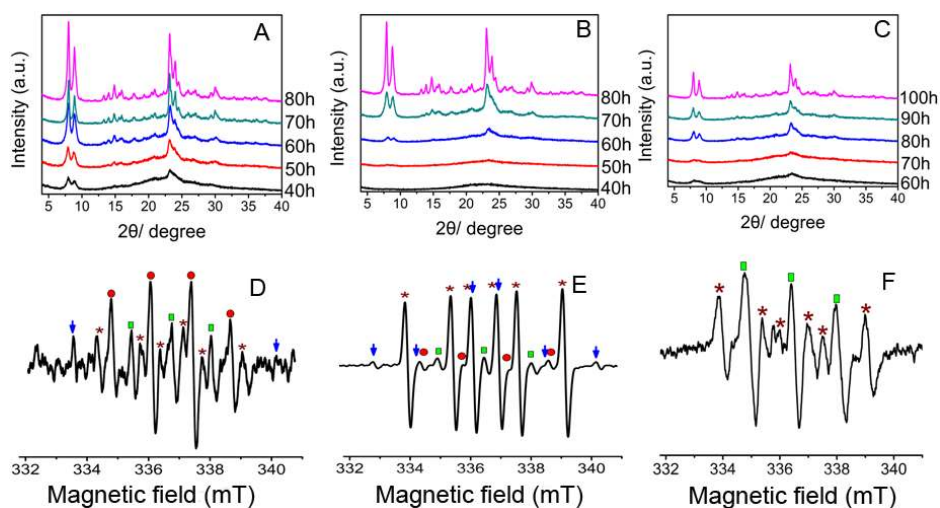 A
Intensity (a.u.)
80h
70h
60h
50h
40h
5 10 15 20 25 30 35 40
2θ/ degree
B
Intensity (a.u.)
80h
70h
60h
50h
40h
5 10 15 20 25 30 35 40
2θ/ degree
C
Intensity (a.u.)
100h
90h
80h
70h
60h
5 10 15 20 25 30 35 40
2θ/ degree
D
332 334 336 338 340
Magnetic field (mT)
E
332 334 336 338 340
Magnetic field (mT)
F
332 334 336 338 340
Magnetic field (mT)